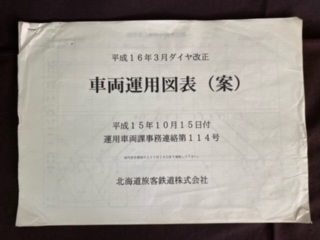 平成16年3月ダイヤ改正
車両運用図表（案）
平成15年10月15日付
運用車両課事務連絡第114号
北海道旅客鉄道株式会社